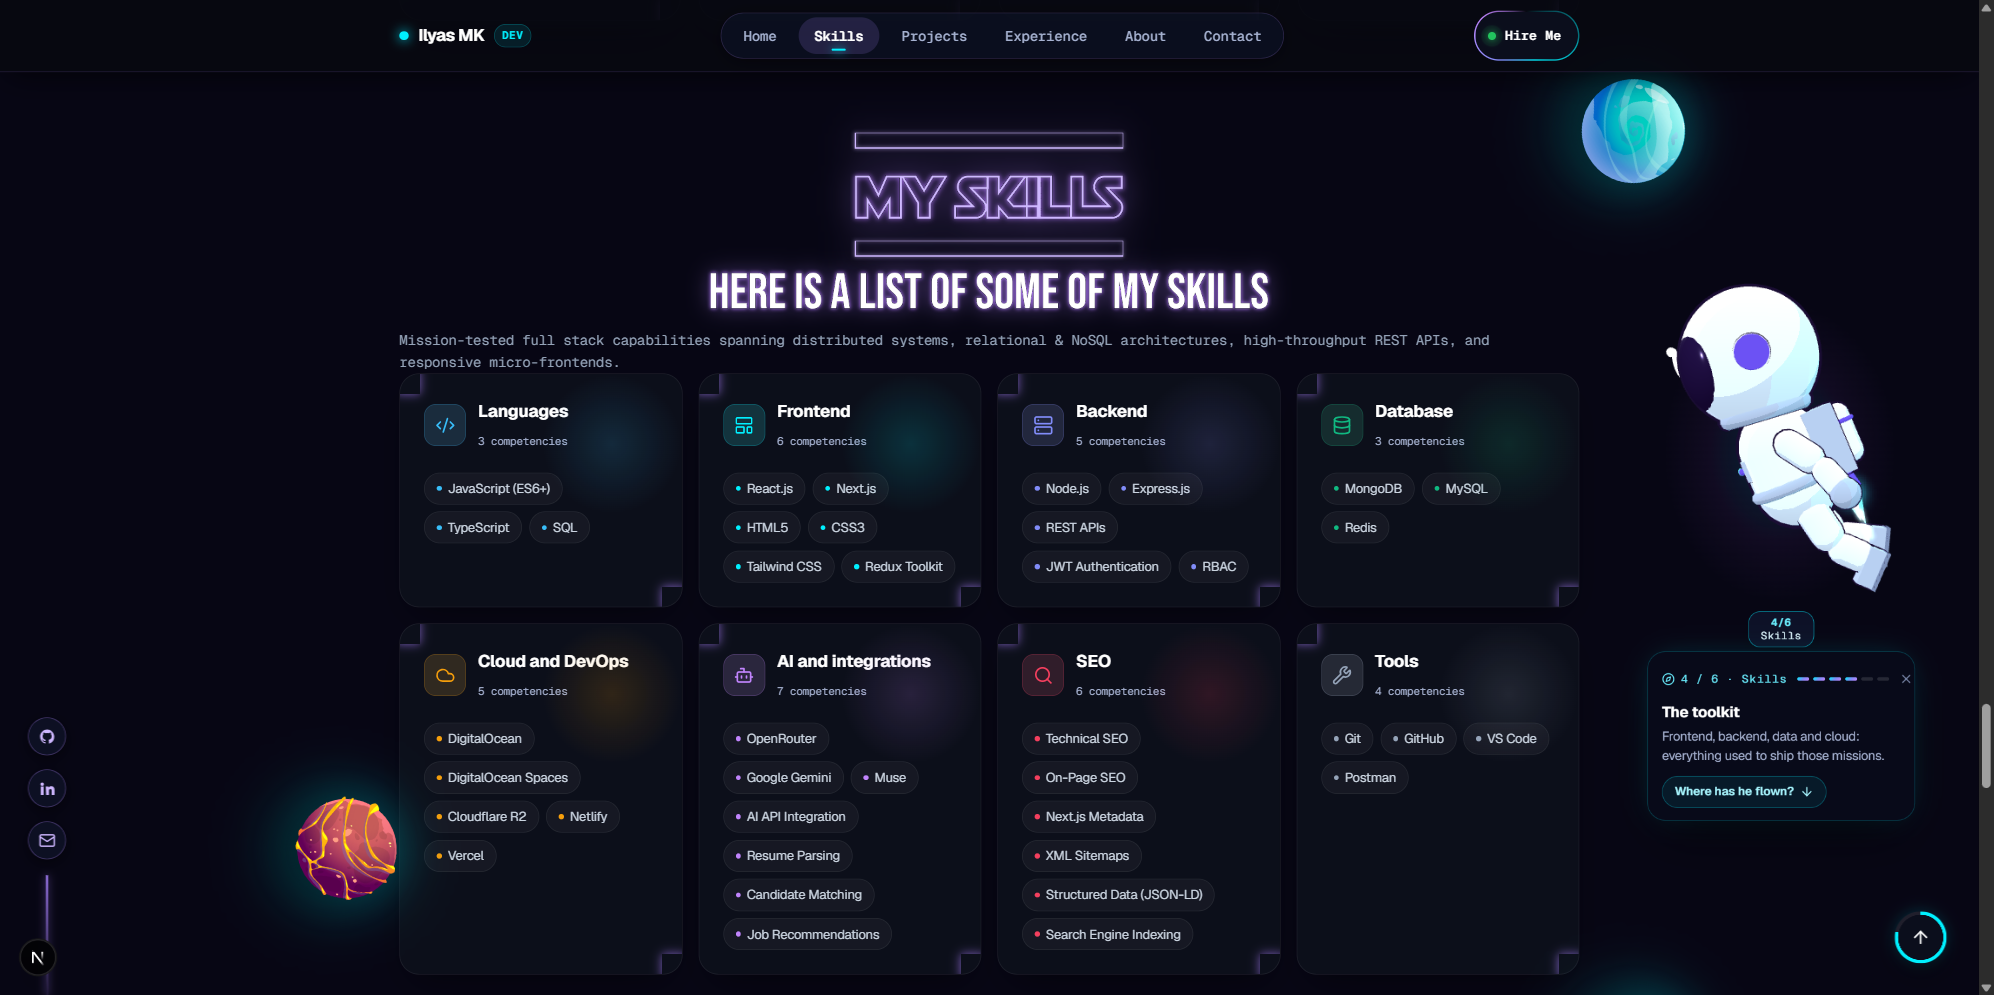 Ilyas MK DEV
Home Skills Projects Experience About Contact
Hire Me
MY SKILLS
HERE IS A LIST OF SOME OF MY SKILLS
Mission-tested full stack capabilities spanning distributed systems, relational & NoSQL architectures, high-throughput REST APIs, and
responsive micro-frontends.
Languages
3 competencies
JavaScript (ES6+)
TypeScript SQL
Frontend
6 competencies
React.js Next.js
HTML5 CSS3
Tailwind CSS Redux Toolkit
Backend
5 competencies
Node.js Express.js
REST APIs
JWT Authentication RBAC
Database
3 competencies
MongoDB MySQL
Redis
Cloud and DevOps
5 competencies
DigitalOcean
DigitalOcean Spaces
Cloudflare R2 Netlify
Vercel
AI and integrations
7 competencies
OpenRouter
Google Gemini Muse
AI API Integration
Resume Parsing
Candidate Matching
Job Recommendations
SEO
6 competencies
Technical SEO
On-Page SEO
Next.js Metadata
XML Sitemaps
Structured Data (JSON-LD)
Search Engine Indexing
Tools
4 competencies
Git GitHub VS Code
Postman
4/6
Skills
4 / 6 · Skills
The toolkit
Frontend, backend, data and cloud:
everything used to ship those missions.
Where has he flown? ↓
in
N